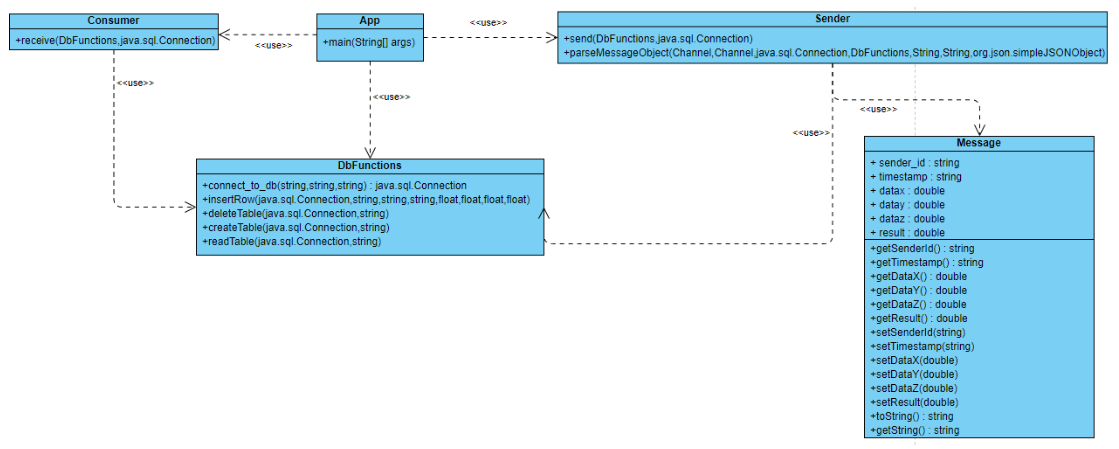 Consumer
+receive(DbFunctions,java.sql.Connection)
<<use>>
App
+main(String[] args)
<<use>>
Sender
+send(DbFunctions,java.sql.Connection)
+parseMessageObject(Channel,Channel,java.sql.Connection,DbFunctions,String,String,org.json.simpleJSONObject)
<<use>>
<<use>>
<<use>>
<<use>>
DbFunctions
+connect_to_db(string,string,string) : java.sql.Connection
+insertRow(java.sql.Connection,string,string,string,float,float,float,float)
+deleteTable(java.sql.Connection,string)
+createTable(java.sql.Connection,string)
+readTable(java.sql.Connection,string)
Message
+ sender_id : string
+ timestamp : string
+ datax : double
+ datay : double
+ dataz : double
+ result : double
+getSenderId() : string
+getTimestamp() : string
+getDataX() : double
+getDataY() : double
+getDataZ() : double
+getResult() : double
+setSenderId(string)
+setTimestamp(string)
+setDataX(double)
+setDataY(double)
+setDataZ(double)
+setResult(double)
+toString() : string
+getString() : string